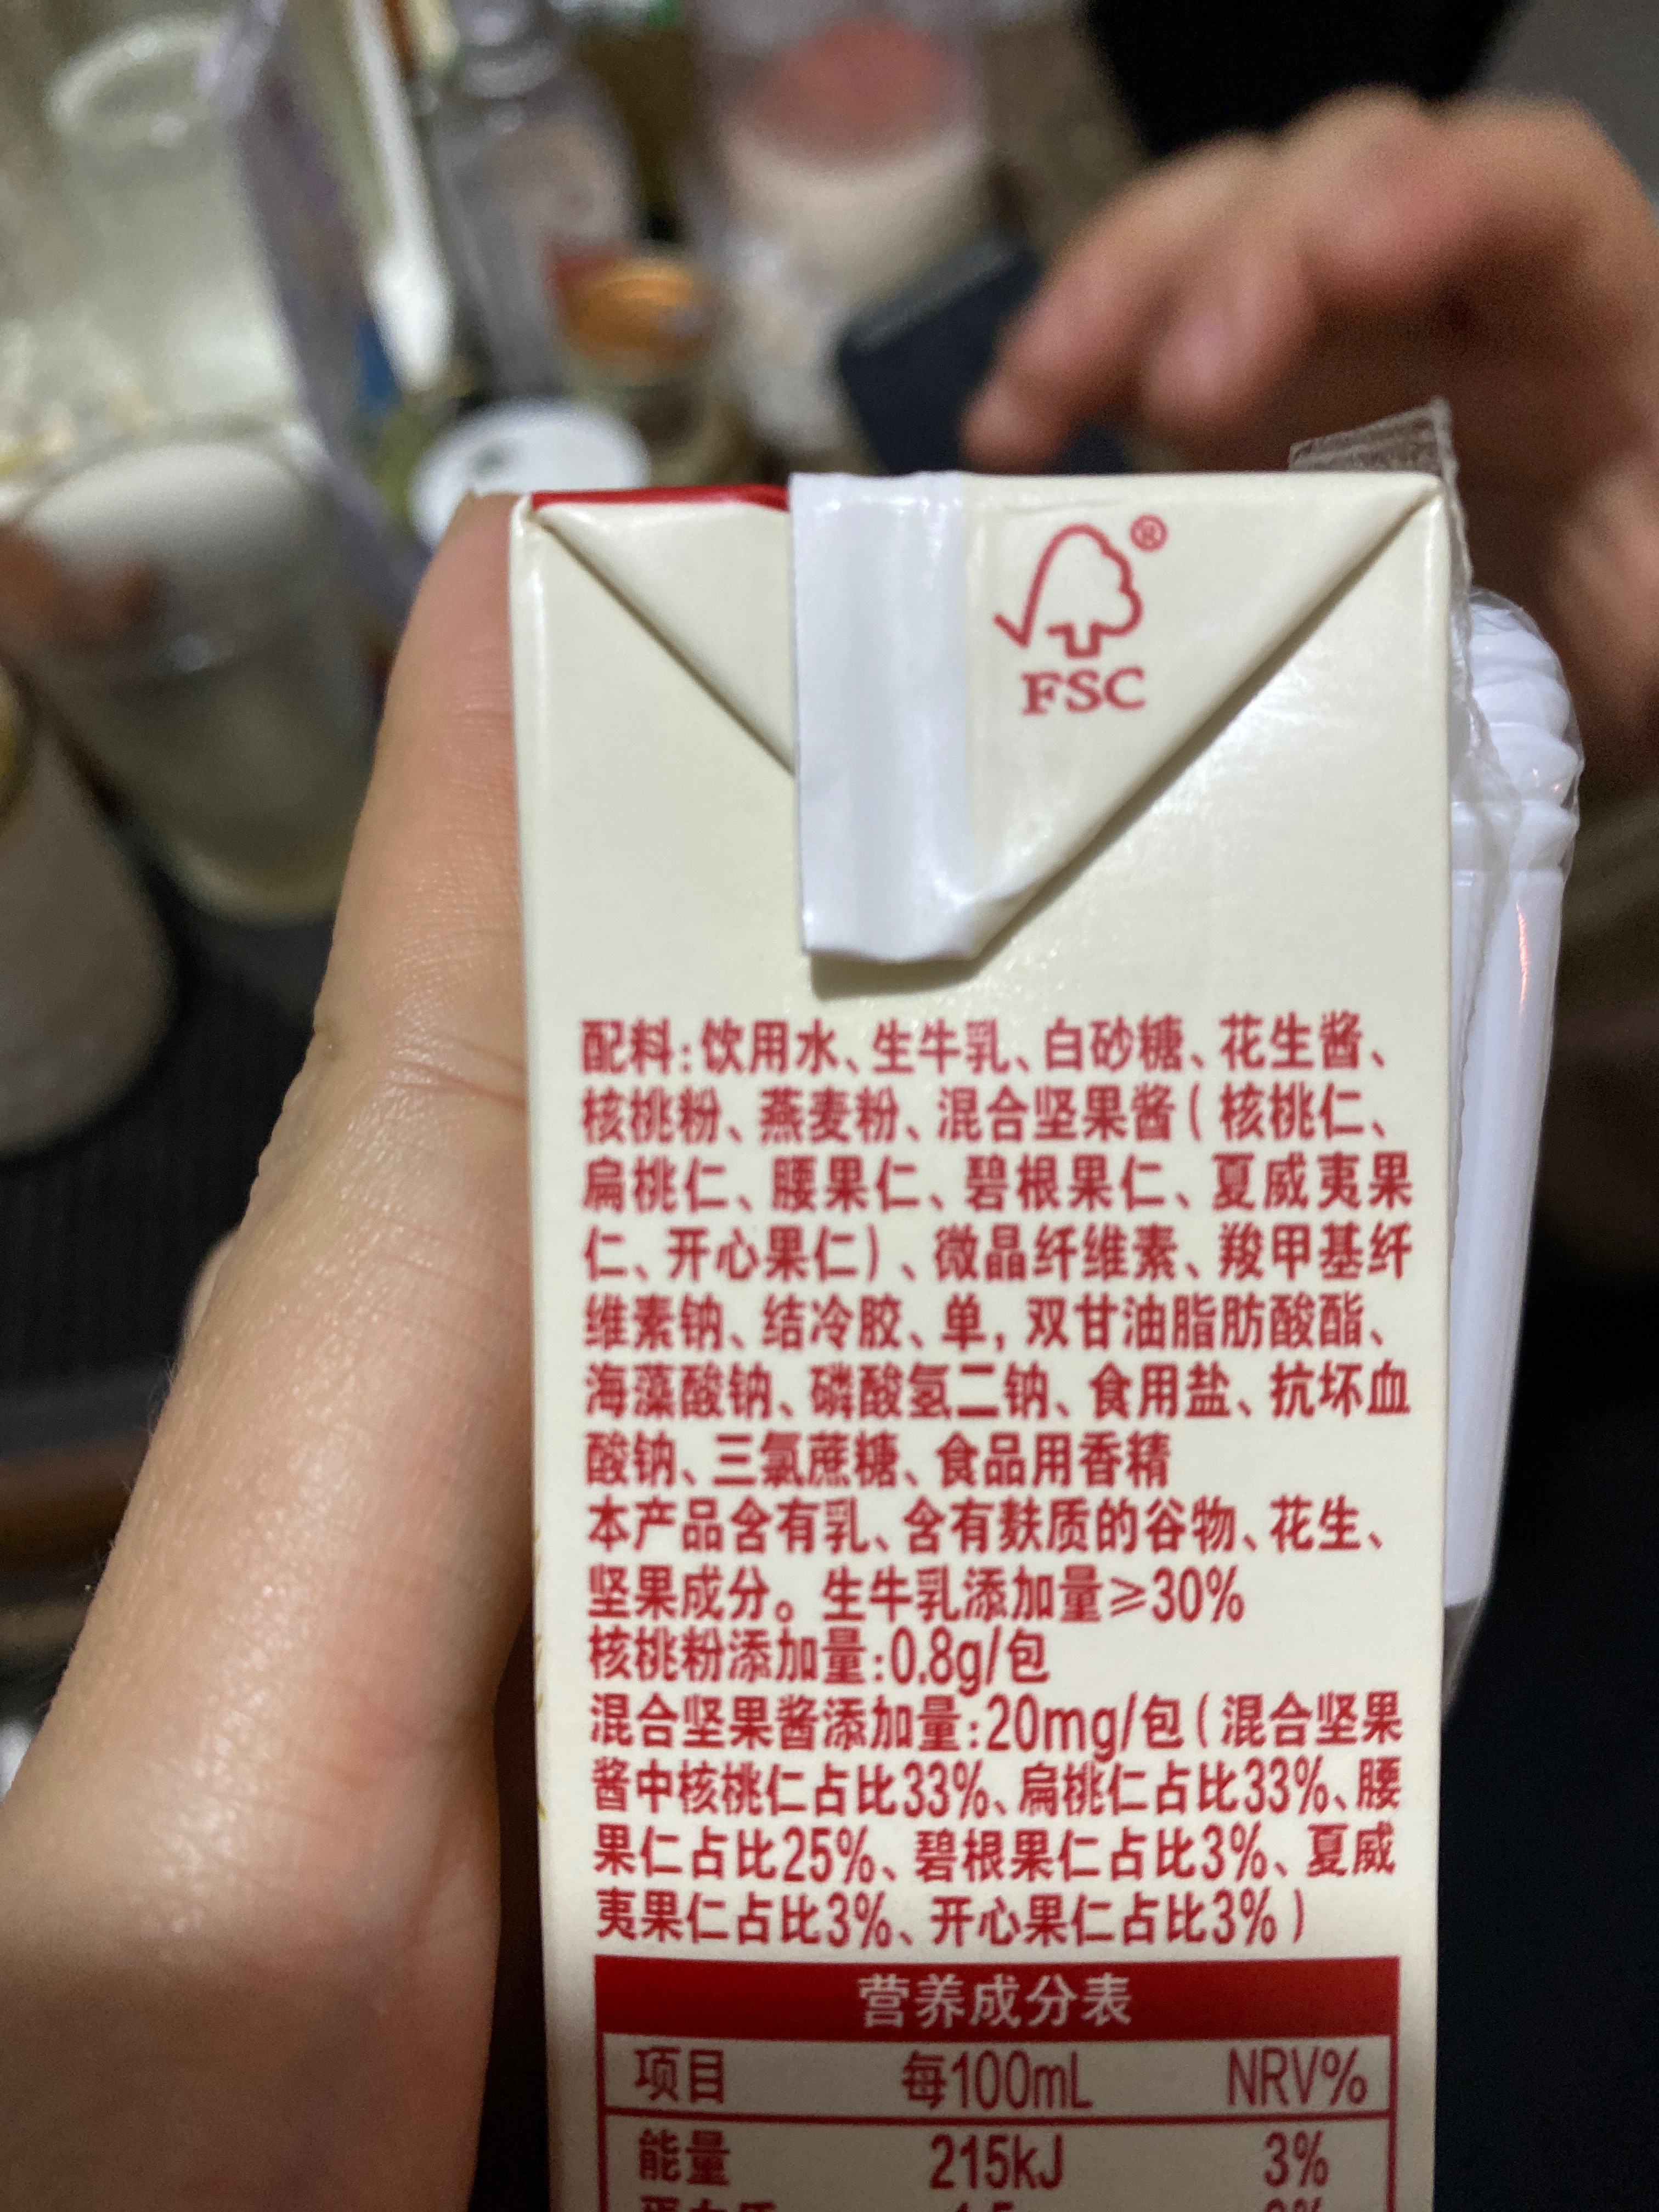 ®
FSC
配料:饮用水、生牛乳、白砂糖、花生酱、
核桃粉、燕麦粉、混合坚果酱(核桃仁、
扁桃仁、腰果仁、碧根果仁、夏威夷果
仁、开心果仁)、微晶纤维素、羧甲基纤
维素钠、结冷胶、单,双甘油脂肪酸酯、
海藻酸钠、磷酸氢二钠、食用盐、抗坏血
酸钠、三氯蔗糖、食品用香精
本产品含有乳、含有麸质的谷物、花生、
坚果成分。生牛乳添加量≥30%
核桃粉添加量:0.8g/包
混合坚果酱添加量:20mg/包(混合坚果
酱中核桃仁占比33%、扁桃仁占比33%、腰
果仁占比25%、碧根果仁占比3%、夏威
夷果仁占比3%、开心果仁占比3%)
营养成分表
项目 每100mL NRV%
能量 215kJ 3%